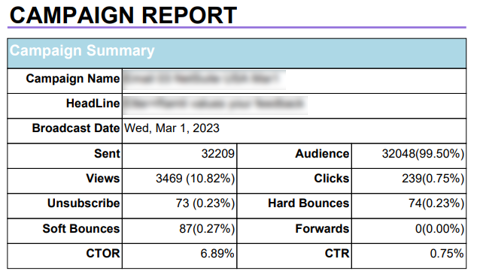 CAMPAIGN REPORT
Campaign Summary
Campaign Name
HeadLine
Broadcast Date Wed, Mar 1, 2023
Sent 32209 Audience 32048(99.50%)
Views 3469 (10.82%) Clicks 239(0.75%)
Unsubscribe 73 (0.23%) Hard Bounces 74(0.23%)
Soft Bounces 87(0.27%) Forwards 0(0.00%)
CTOR 6.89% CTR 0.75%